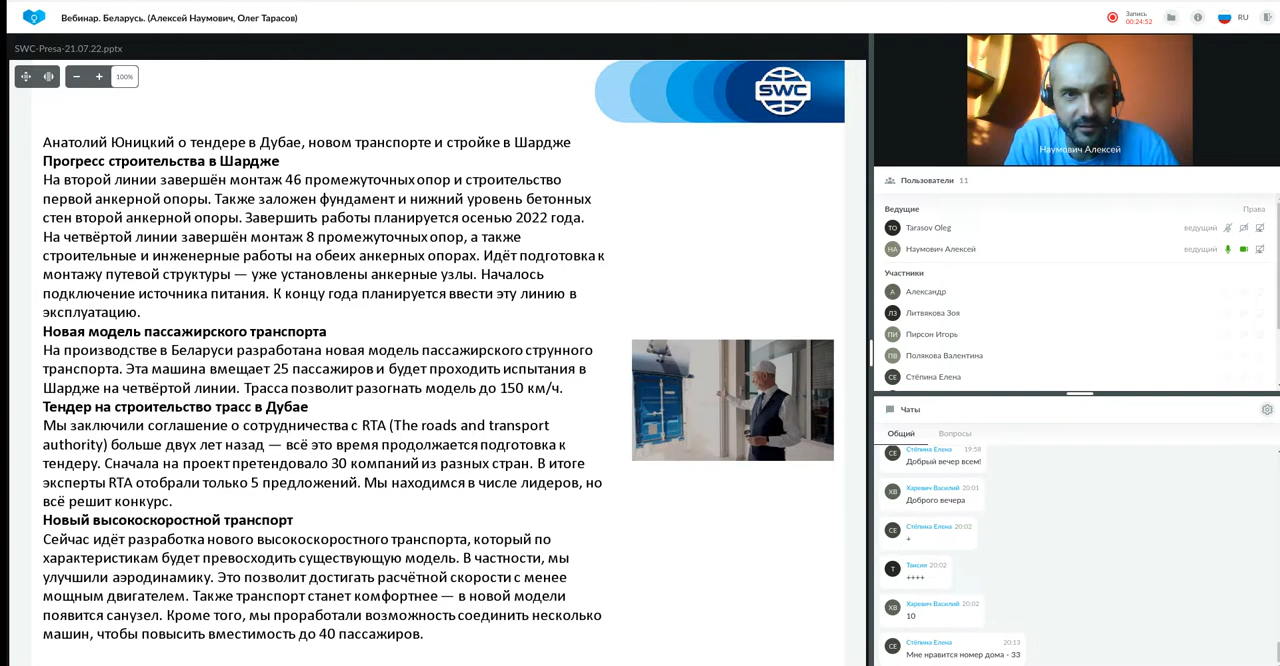 Вебинар. Беларусь. (Алексей Наумович, Олег Тарасов)
Запись
00:24:52
RU
SWC-Presa-21.07.22.pptx
100%
SWC
Анатолий Юницкий о тендере в Дубае, новом транспорте и стройке в Шардже
Прогресс строительства в Шардже
На второй линии завершён монтаж 46 промежуточных опор и строительство
первой анкерной опоры. Также заложен фундамент и нижний уровень бетонных
стен второй анкерной опоры. Завершить работы планируется осенью 2022 года.
На четвёртой линии завершён монтаж 8 промежуточных опор, а также
строительные и инженерные работы на обеих анкерных опорах. Идёт подготовка к
монтажу путевой структуры — уже установлены анкерные узлы. Началось
подключение источника питания. К концу года планируется ввести эту линию в
эксплуатацию.
Новая модель пассажирского транспорта
На производстве в Беларуси разработана новая модель пассажирского струнного
транспорта. Эта машина вмещает 25 пассажиров и будет проходить испытания в
Шардже на четвёртой линии. Трасса позволит разогнать модель до 150 км/ч.
Тендер на строительство трасс в Дубае
Мы заключили соглашение о сотрудничества с RTA (The roads and transport
authority) больше двух лет назад — всё это время продолжается подготовка к
тендеру. Сначала на проект претендовало 30 компаний из разных стран. В итоге
эксперты RTA отобрали только 5 предложений. Мы находимся в числе лидеров, но
всё решит конкурс.
Новый высокоскоростной транспорт
Сейчас идёт разработка нового высокоскоростного транспорта, который по
характеристикам будет превосходить существующую модель. В частности, мы
улучшили аэродинамику. Это позволит достигать расчётной скорости с менее
мощным двигателем. Также транспорт станет комфортнее — в новой модели
появится санузел. Кроме того, мы проработали возможность соединить несколько
машин, чтобы повысить вместимость до 40 пассажиров.
Наумович Алексей
Пользователи 11
Ведущие Права
TO Tarasov Oleg ведущий
НА Наумович Алексей ведущий
Участники
А Александр
ЛЗ Литвякова Зоя
ПИ Пирсон Игорь
ПВ Полякова Валентина
СЕ Стёпина Елена
Чаты
Общий Вопросы
СЕ Стёпина Елена 19:58
Добрый вечер всем!
ХВ Харевич Василий 20:01
Доброго вечера
СЕ Стёпина Елена 20:02
+
Т Таисия 20:02
++++
ХВ Харевич Василий 20:02
10
СЕ Стёпина Елена 20:13
Мне нравится номер дома - 33